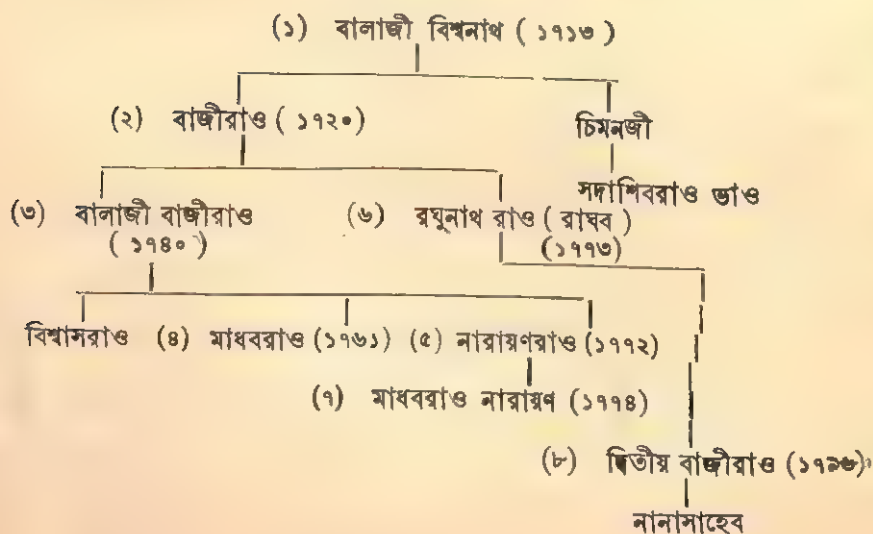 (১) বালাজী বিশ্বনাথ (১৭১৩)
(২) বাজীরাও (১৭২০)
চিমনজী
সদাশিবরাও ভাও
(৩) বালাজী বাজীরাও
(১৭৪০)
(৬) রঘুনাথ রাও (রাঘব)
(১৭৭৩)
বিশ্বাসরাও (৪) মাধবরাও (১৭৬১) (৫) নারায়ণরাও (১৭৭২)
(৭) মাধবরাও নারায়ণ (১৭৭৪)
(৮) দ্বিতীয় বাজীরাও (১৭৯৬)
নানাসাহেব